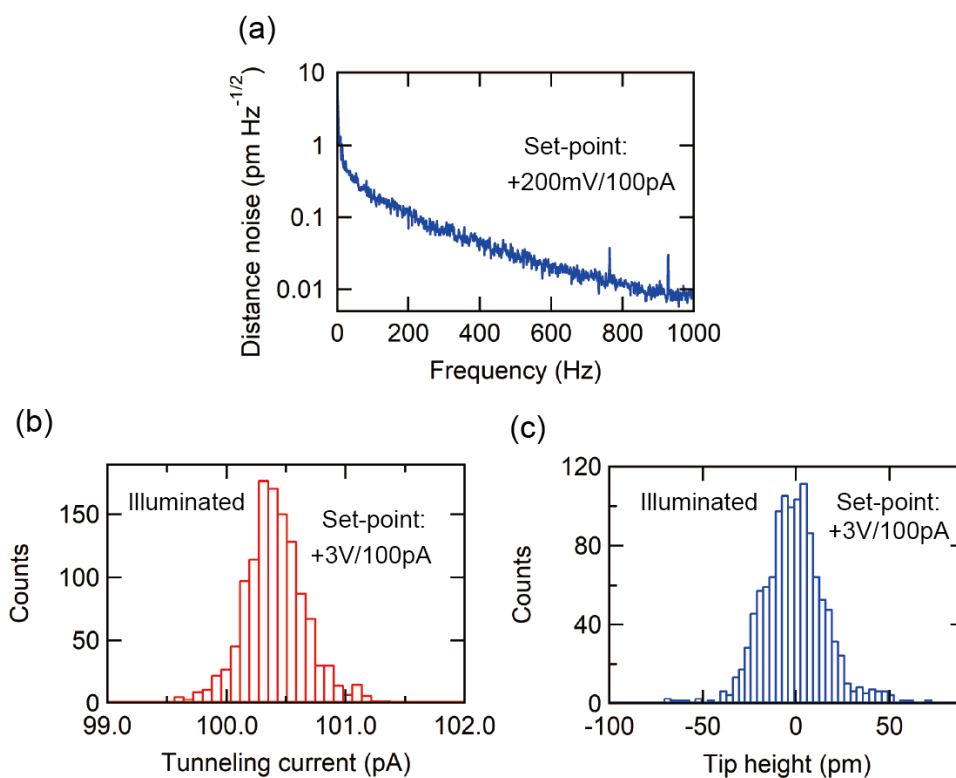 (a)
Distance noise (pm Hz^-1/2)
10
1
0.1
0.01
Set-point:
+200mV/100pA
0 200 400 600 800 1000
Frequency (Hz)
(b)
Counts
150
100
50
0
Illuminated
Set-point:
+3V/100pA
99.0 100.0 101.0 102.0
Tunneling current (pA)
(c)
Counts
120
80
40
0
Illuminated
Set-point:
+3V/100pA
-100 -50 0 50
Tip height (pm)